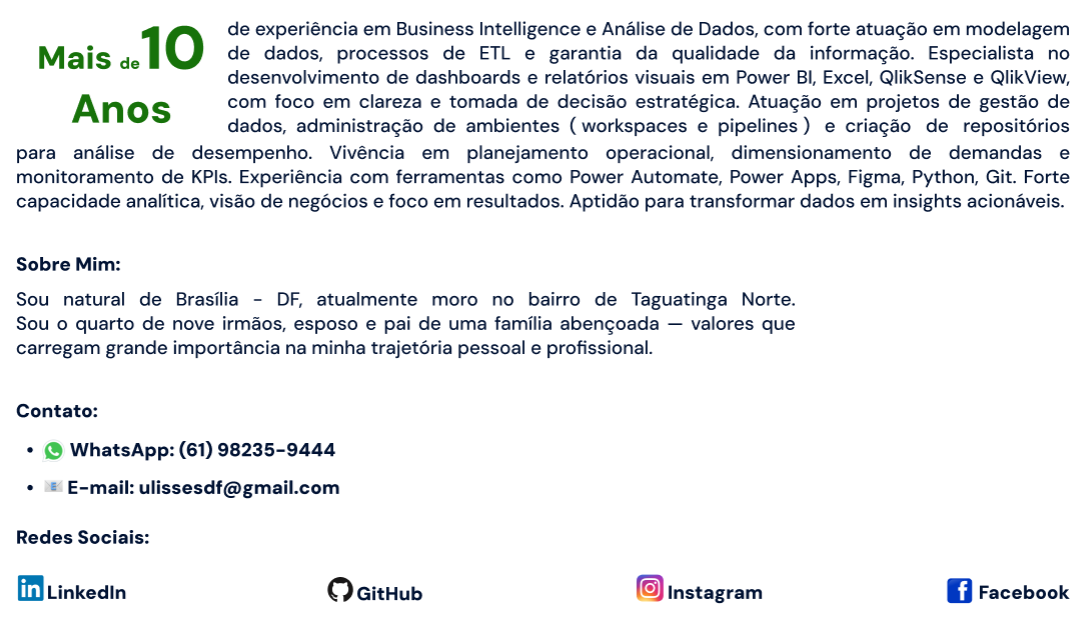 Mais de 10
Anos
de experiência em Business Intelligence e Análise de Dados, com forte atuação em modelagem
de dados, processos de ETL e garantia da qualidade da informação. Especialista no
desenvolvimento de dashboards e relatórios visuais em Power BI, Excel, QlikSense e QlikView,
com foco em clareza e tomada de decisão estratégica. Atuação em projetos de gestão de
dados, administração de ambientes ( workspaces e pipelines ) e criação de repositórios
para análise de desempenho. Vivência em planejamento operacional, dimensionamento de demandas e
monitoramento de KPIs. Experiência com ferramentas como Power Automate, Power Apps, Figma, Python, Git. Forte
capacidade analítica, visão de negócios e foco em resultados. Aptidão para transformar dados em insights acionáveis.
Sobre Mim:
Sou natural de Brasília - DF, atualmente moro no bairro de Taguatinga Norte.
Sou o quarto de nove irmãos, esposo e pai de uma família abençoada — valores que
carregam grande importância na minha trajetória pessoal e profissional.
Contato:
• WhatsApp: (61) 98235-9444
• E-mail: ulissesdf@gmail.com
Redes Sociais:
LinkedIn GitHub Instagram Facebook